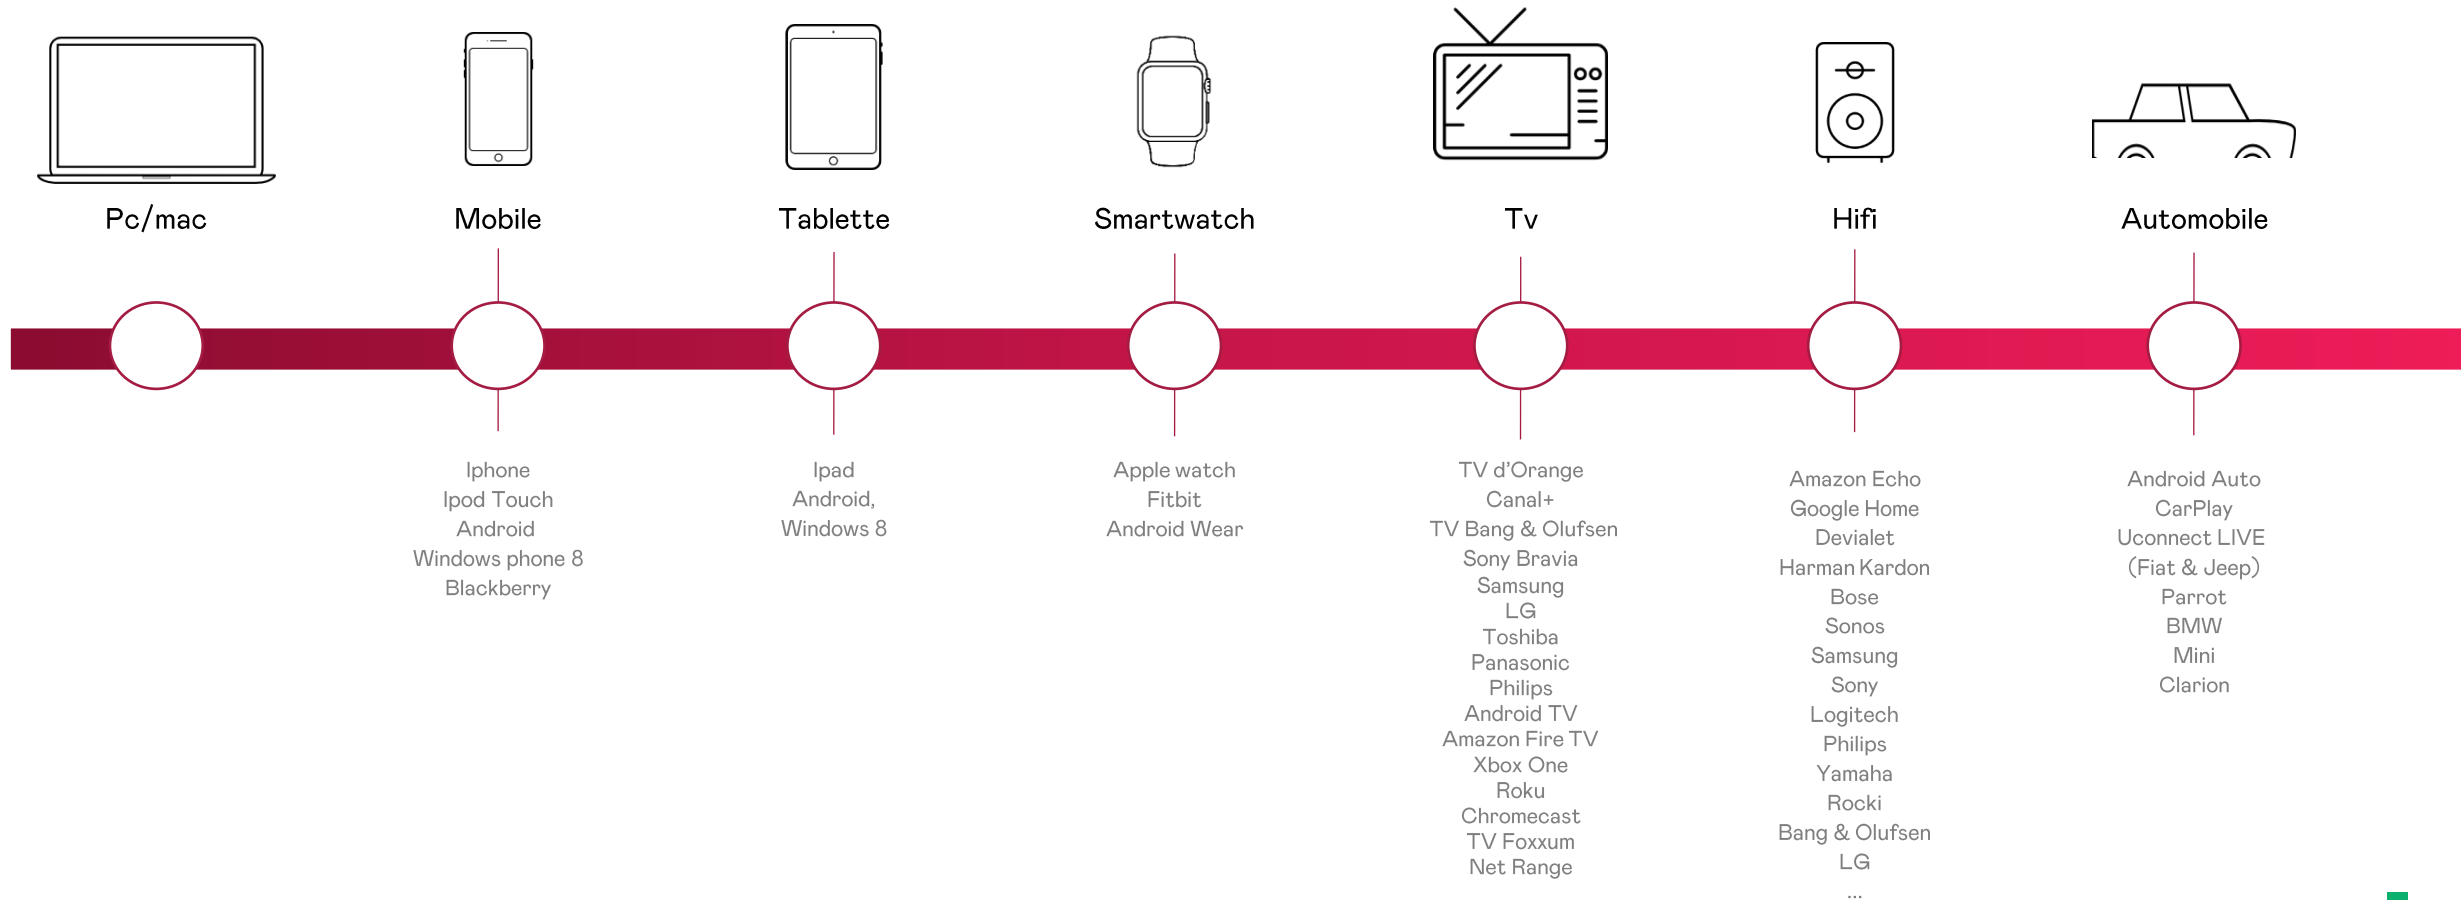 Pc/mac
Mobile
Tablette
Smartwatch
Tv
Hifi
Automobile
Iphone
Ipod Touch
Android
Windows phone 8
Blackberry
Ipad
Android,
Windows 8
Apple watch
Fitbit
Android Wear
TV d’Orange
Canal+
TV Bang & Olufsen
Sony Bravia
Samsung
LG
Toshiba
Panasonic
Philips
Android TV
Amazon Fire TV
Xbox One
Roku
Chromecast
TV Foxxum
Net Range
Amazon Echo
Google Home
Devialet
Harman Kardon
Bose
Sonos
Samsung
Sony
Logitech
Philips
Yamaha
Rocki
Bang & Olufsen
LG
...
Android Auto
CarPlay
Uconnect LIVE
(Fiat & Jeep)
Parrot
BMW
Mini
Clarion